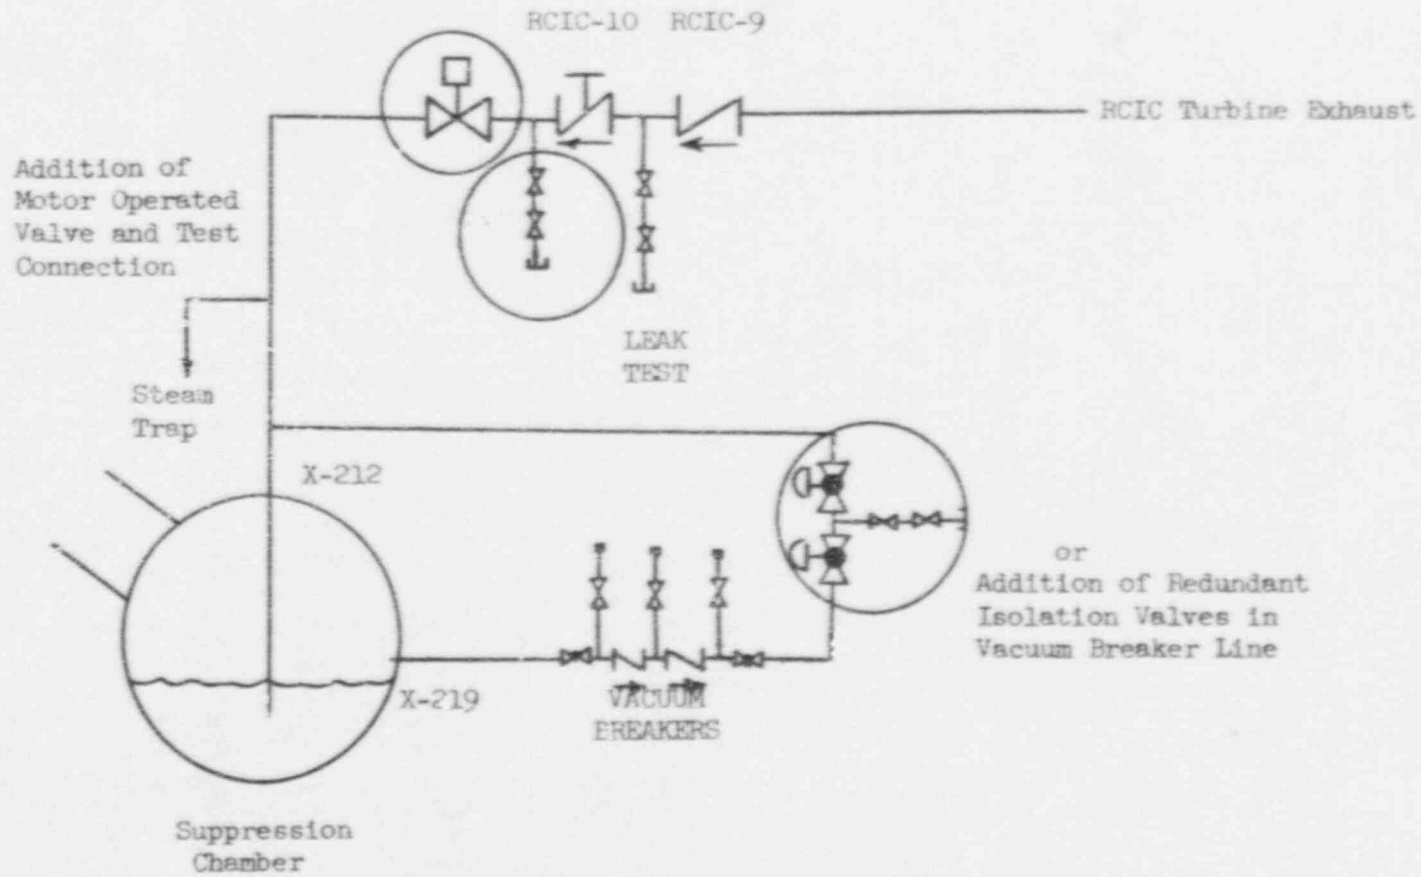 RCIC-10 RCIC-9
RCIC Turbine Exhaust
Addition of
Motor Operated
Valve and Test
Connection
LEAK
TEST
Steam
Trap
X-212
or
Addition of Redundant
Isolation Valves in
Vacuum Breaker Line
X-219
VACUUM
BREAKERS
Suppression
Chamber